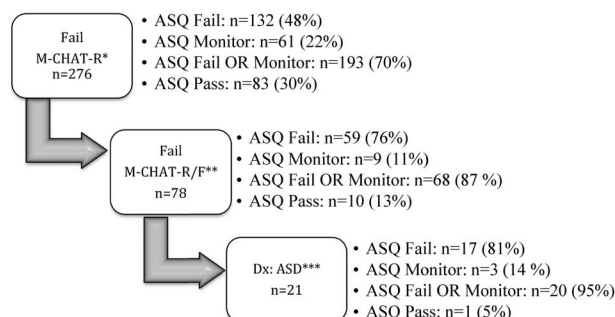 Fail
M-CHAT-R*
n=276
• ASQ Fail: n=132 (48%)
• ASQ Monitor: n=61 (22%)
• ASQ Fail OR Monitor: n=193 (70%)
• ASQ Pass: n=83 (30%)
Fail
M-CHAT-R/F**
n=78
• ASQ Fail: n=59 (76%)
• ASQ Monitor: n=9 (11%)
• ASQ Fail OR Monitor: n=68 (87 %)
• ASQ Pass: n=10 (13%)
Dx: ASD***
n=21
• ASQ Fail: n=17 (81%)
• ASQ Monitor: n=3 (14 %)
• ASQ Fail OR Monitor: n=20 (95%)
• ASQ Pass: n=1 (5%)